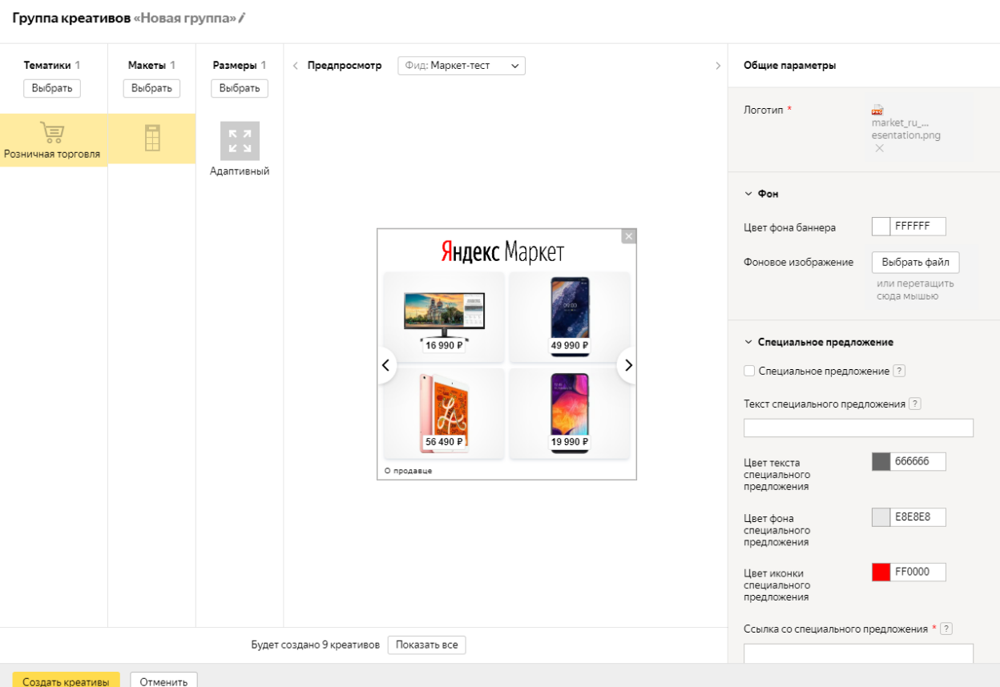 Группа креативов «Новая группа»
Тематики 1
Выбрать
Розничная торговля
Макеты 1
Выбрать
Размеры 1
Выбрать
Адаптивный
Предпросмотр
Фид: Маркет-тест
Яндекс Маркет
16 990 ₽
49 990 ₽
56 490 ₽
19 990 ₽
О продавце
Будет создано 9 креативов
Показать все
Общие параметры
Логотип *
PNG
market_ru_...
esentation.png
Фон
Цвет фона баннера
FFFFFF
Фоновое изображение
Выбрать файл
или перетащить
сюда мышью
Специальное предложение
Специальное предложение ?
Текст специального предложения ?
Цвет текста
специального
предложения
666666
Цвет фона
специального
предложения
E8E8E8
Цвет иконки
специального
предложения
FF0000
Ссылка со специального предложения * ?
Создать креативы
Отменить